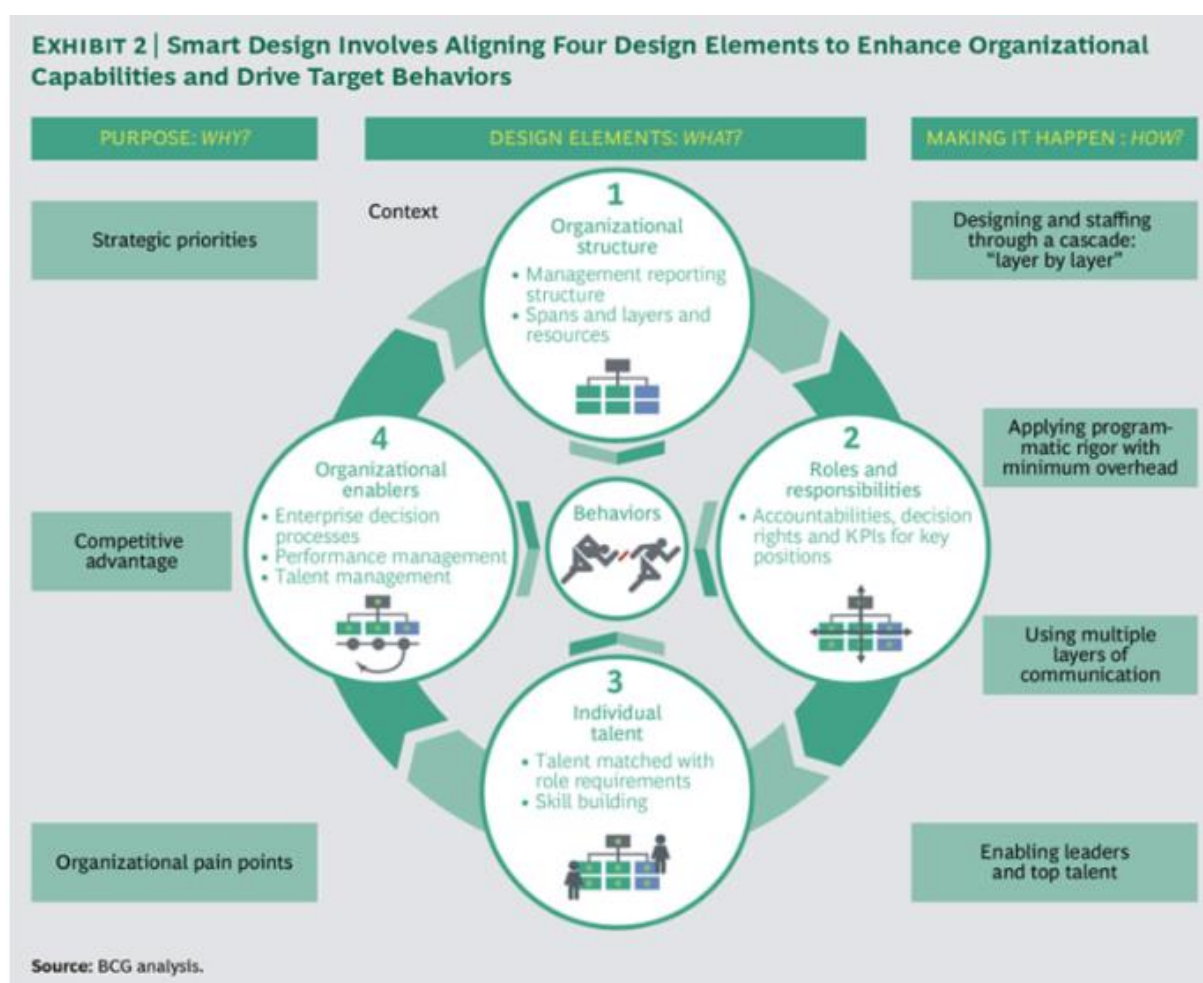 EXHIBIT 2 | Smart Design Involves Aligning Four Design Elements to Enhance Organizational
Capabilities and Drive Target Behaviors
PURPOSE: WHY?
DESIGN ELEMENTS: WHAT?
MAKING IT HAPPEN : HOW?
Strategic priorities
Competitive
advantage
Organizational pain points
Context
1
Organizational
structure
• Management reporting
structure
• Spans and layers and
resources
2
Roles and
responsibilities
• Accountabilities, decision
rights and KPIs for key
positions
3
Individual
talent
• Talent matched with
role requirements
• Skill building
4
Organizational
enablers
• Enterprise decision
processes
• Performance management
• Talent management
Behaviors
Designing and staffing
through a cascade:
"layer by layer"
Applying program-
matic rigor with
minimum overhead
Using multiple
layers of
communication
Enabling leaders
and top talent
Source: BCG analysis.